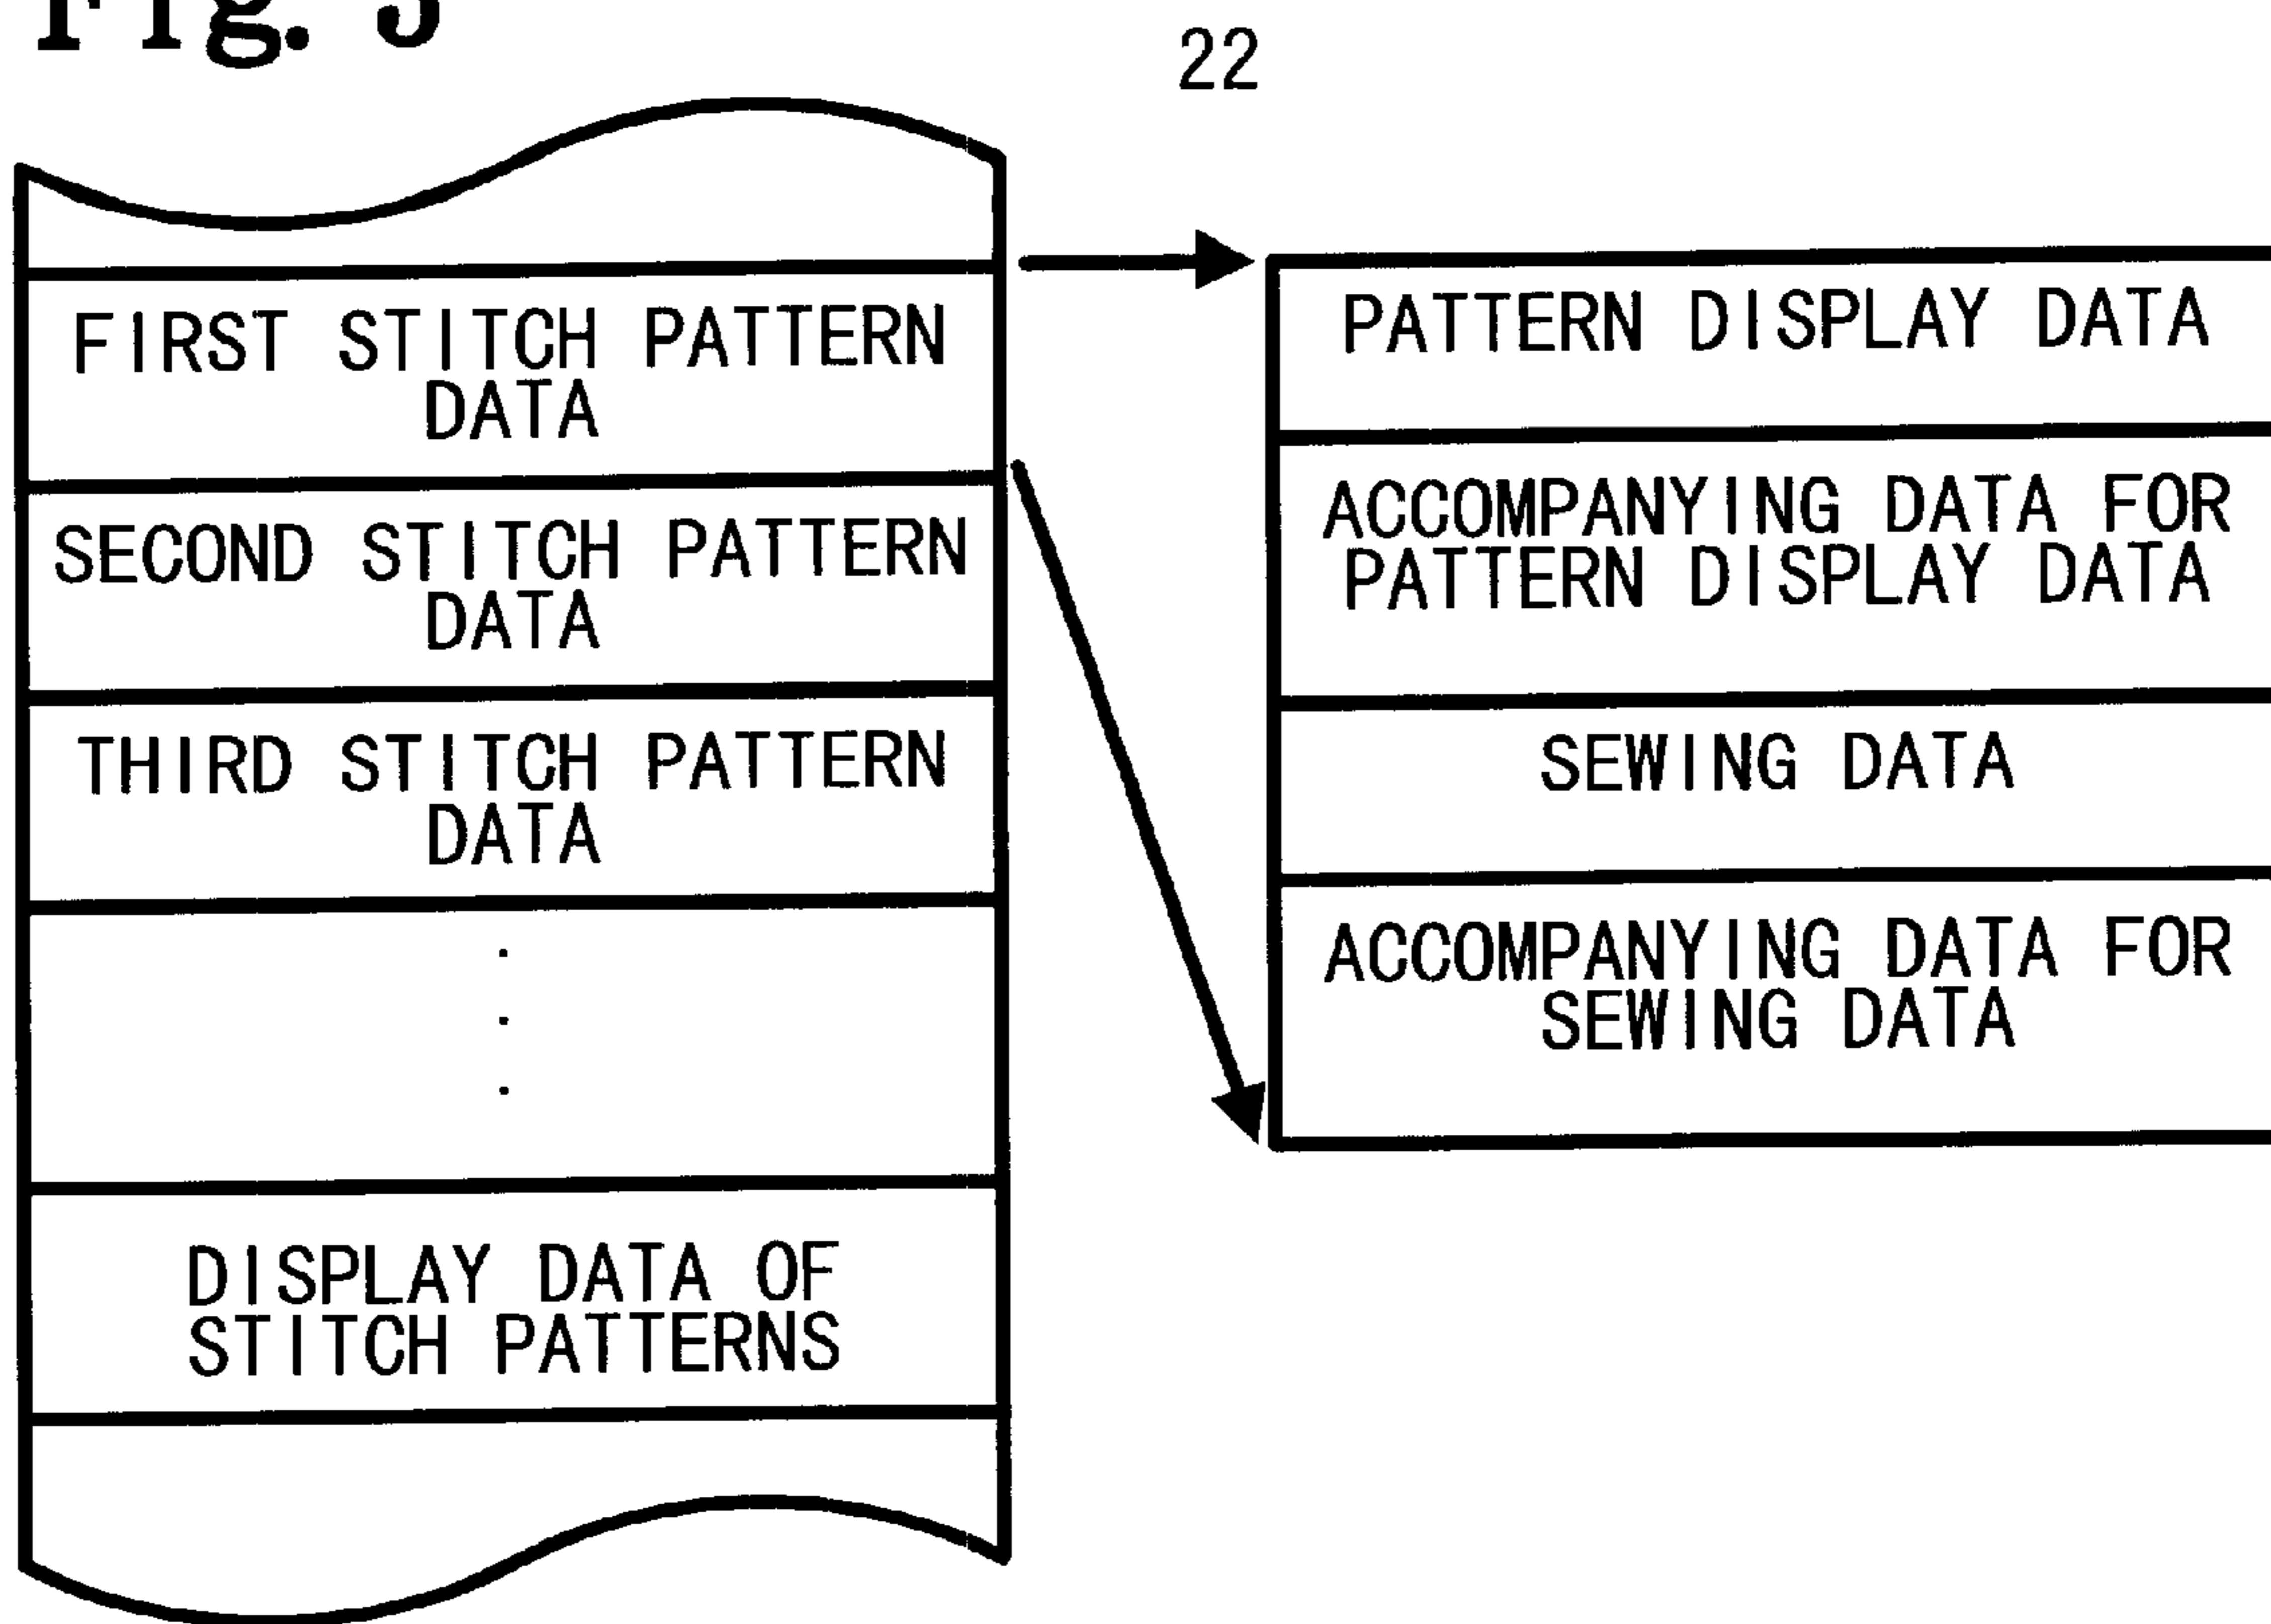 Fig.
22
FIRST STITCH PATTERN
DATA
SECOND STITCH PATTERN
DATA
THIRD STITCH PATTERN
DATA
.
.
.
DISPLAY DATA OF
STITCH PATTERNS
PATTERN DISPLAY DATA
ACCOMPANYING DATA FOR
PATTERN DISPLAY DATA
SEWING DATA
ACCOMPANYING DATA FOR
SEWING DATA